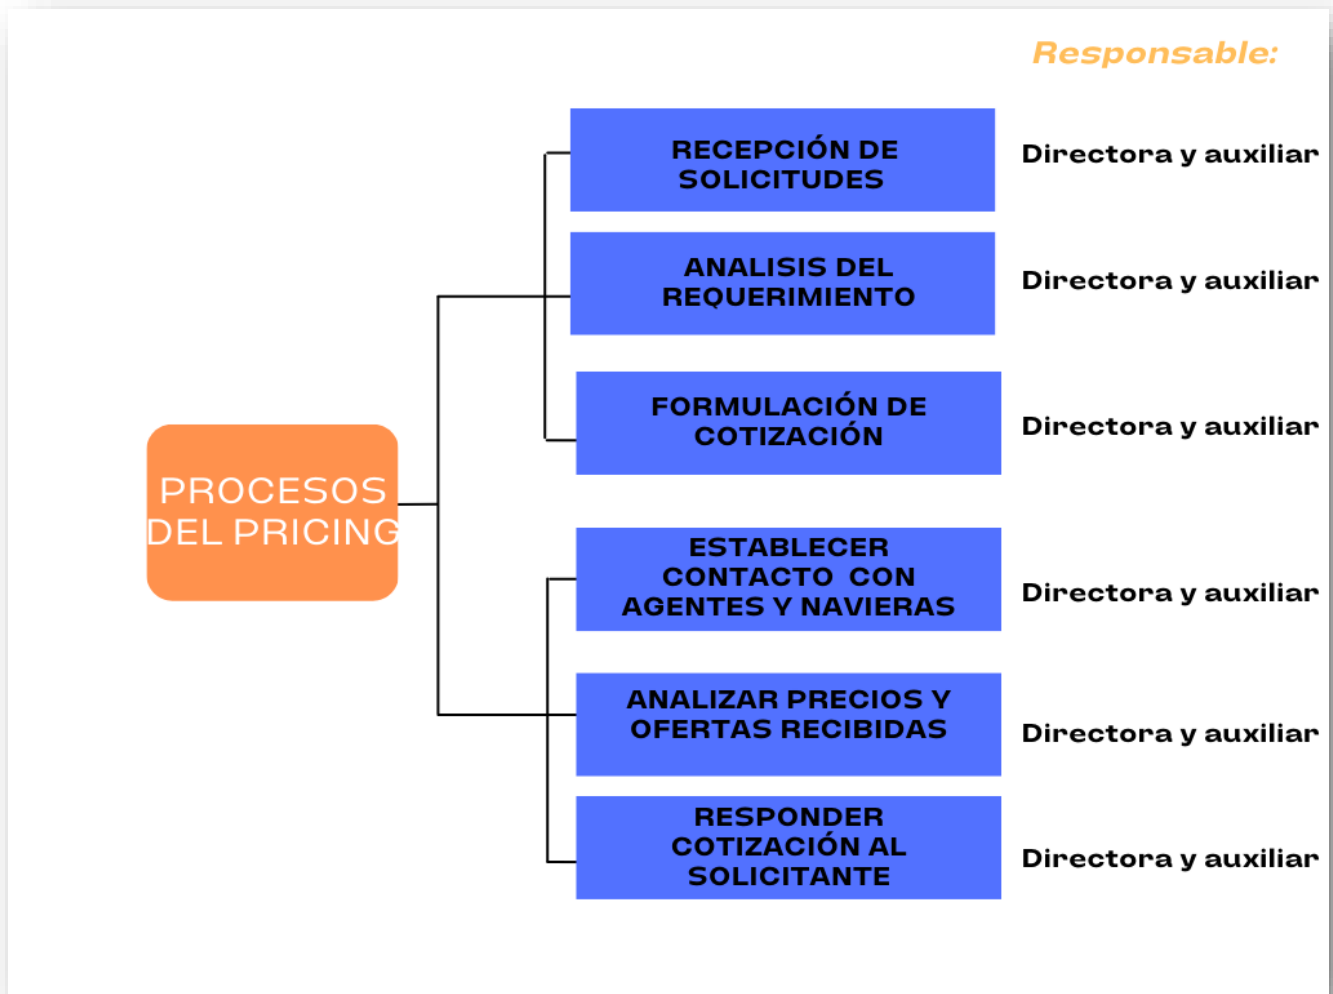 Responsable:
RECEPCIÓN DE
SOLICITUDES
Directora y auxiliar
ANALISIS DEL
REQUERIMIENTO
Directora y auxiliar
FORMULACIÓN DE
COTIZACIÓN
Directora y auxiliar
PROCESOS
DEL PRICING
ESTABLECER
CONTACTO CON
AGENTES Y NAVIERAS
Directora y auxiliar
ANALIZAR PRECIOS Y
OFERTAS RECIBIDAS
Directora y auxiliar
RESPONDER
COTIZACIÓN AL
SOLICITANTE
Directora y auxiliar